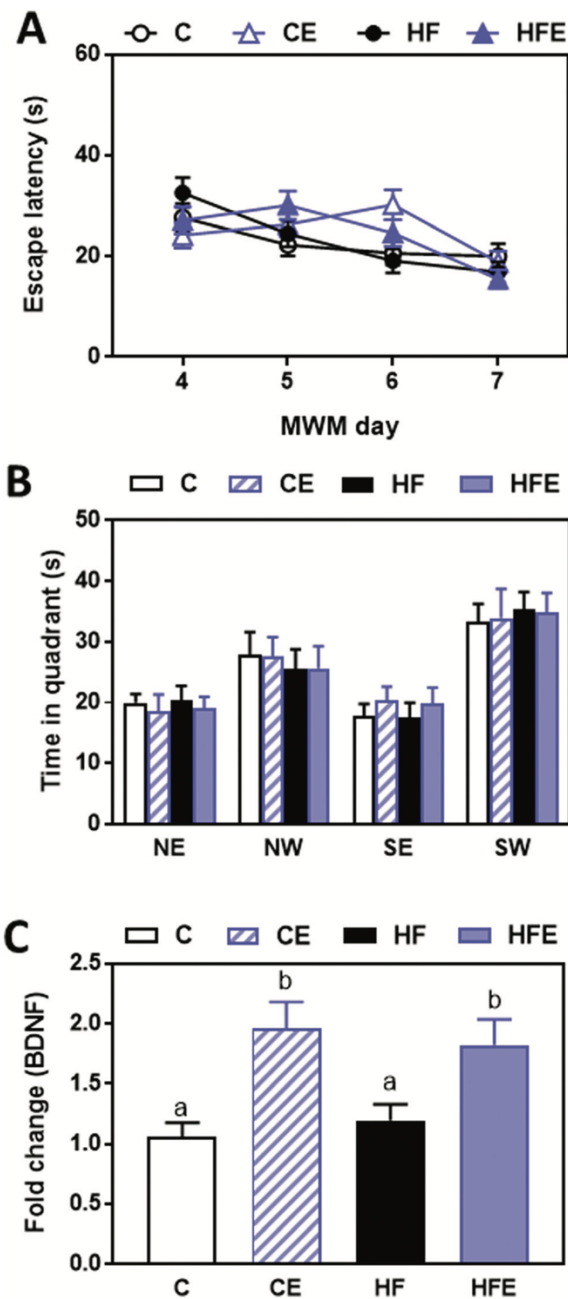 A
C CE HF HFE
60
40
20
0
Escape latency (s)
4 5 6 7
MWM day
B
C CE HF HFE
50
40
30
20
10
0
Time in quadrant (s)
NE NW SE SW
C
C CE HF HFE
2.5
2.0
1.5
1.0
0.5
0.0
Fold change (BDNF)
a b a b
C CE HF HFE